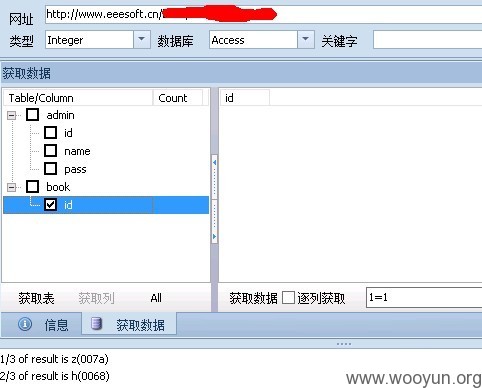 网址 http://www.eeesoft.cn/
类型 Integer 数据库 Access 关键字
获取数据
Table/Column Count id
admin
id
name
pass
book
id
获取表 获取列 All 获取数据 逐列获取 1=1
信息 获取数据
1/3 of result is z(007a)
2/3 of result is h(0068)
www.wooyun.org